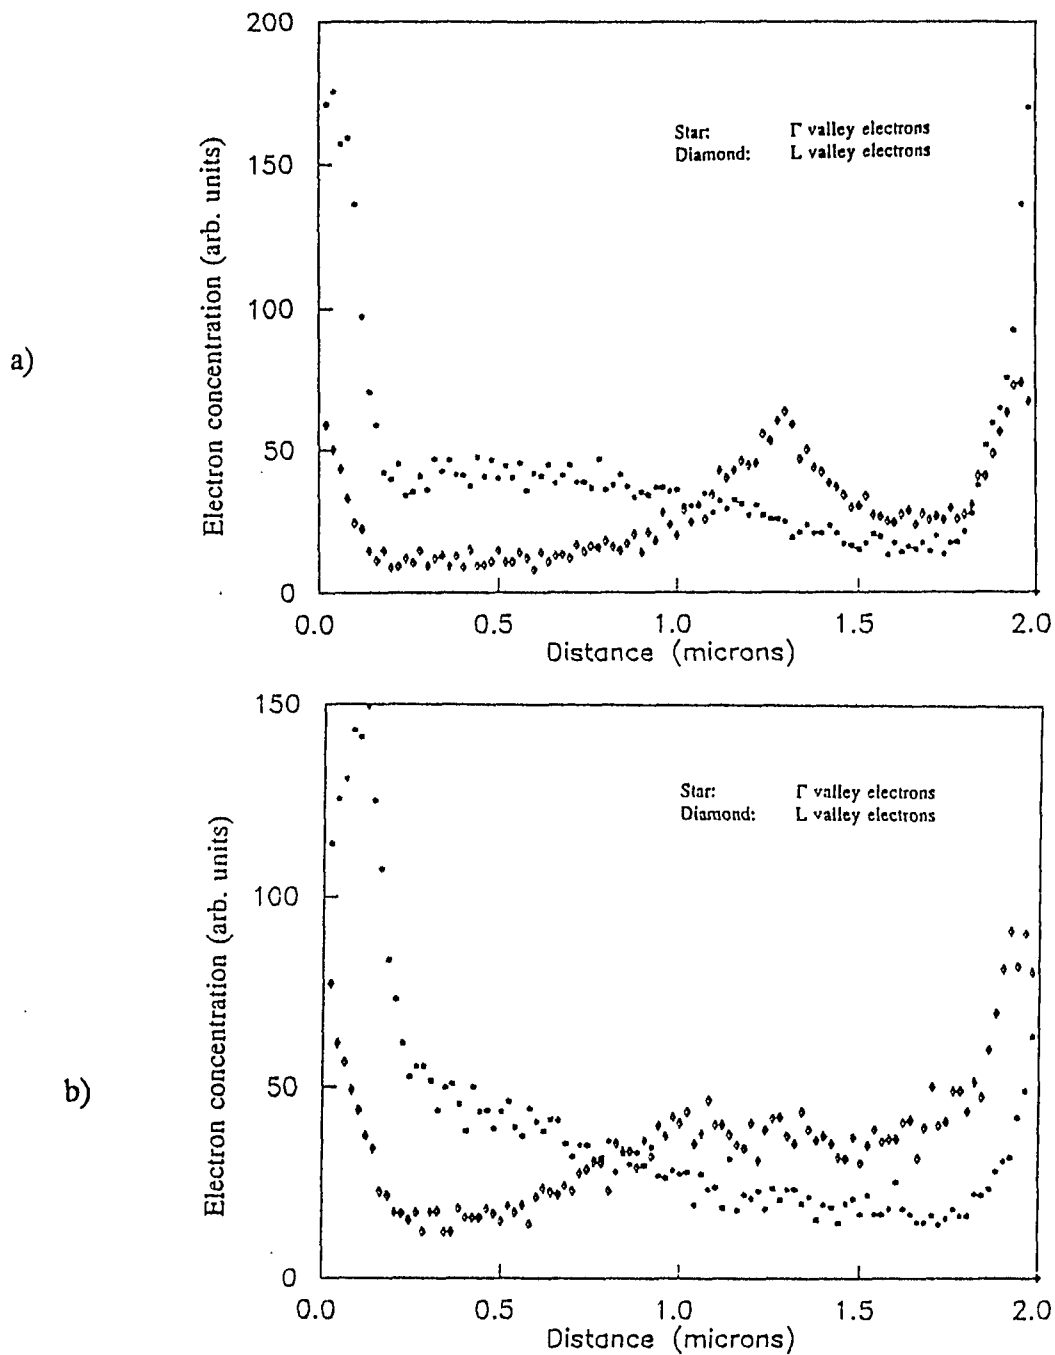 a)
Electron concentration (arb. units)
200
150
100
50
0
Star: Γ valley electrons
Diamond: L valley electrons
0.0 0.5 1.0 1.5 2.0
Distance (microns)
b)
Electron concentration (arb. units)
150
100
50
0
Star: Γ valley electrons
Diamond: L valley electrons
0.0 0.5 1.0 1.5 2.0
Distance (microns)